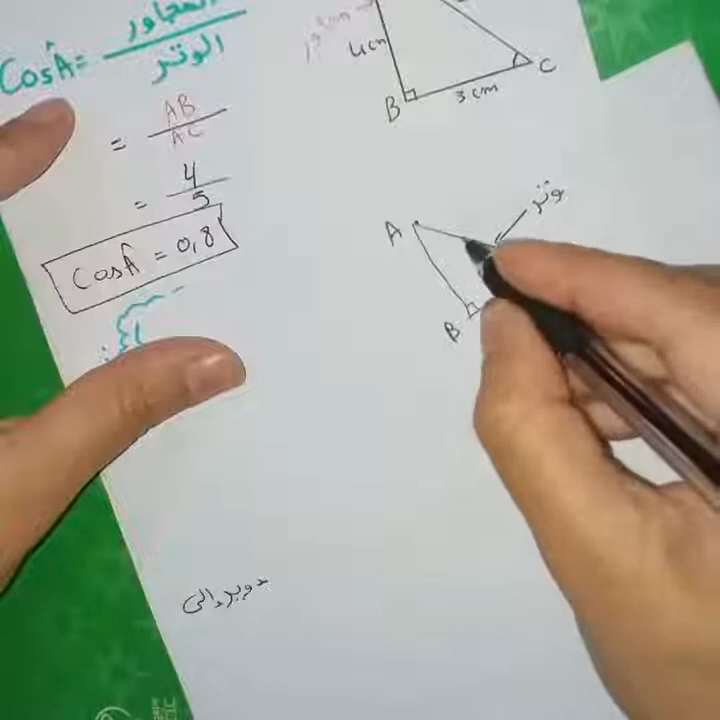 المجاور
CosÂ =
الوتر
= AB
AC
= 4
5
CosÂ = 0,8
4cm
B
3 cm
C
وتر
A
B